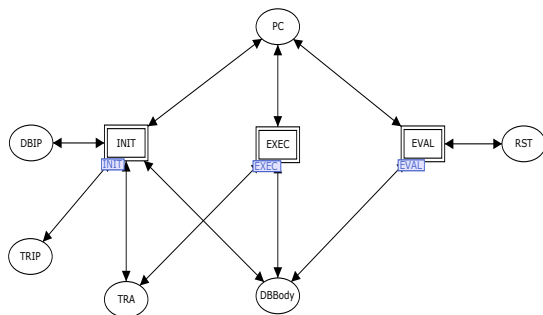 PC
DBIP
INIT
EXEC
EVAL
RST
INIT
EXEC
EVAL
TRIP
TRA
DBBody